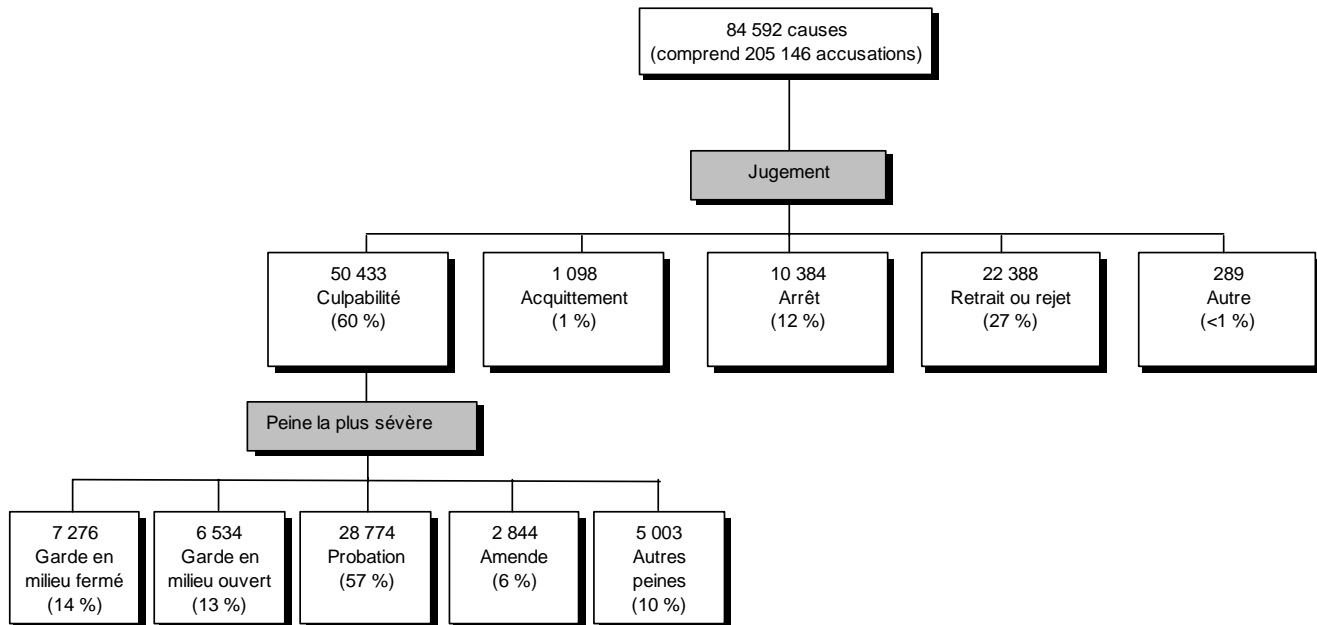 84 592 causes
(comprend 205 146 accusations)
Jugement
50 433
Culpabilité
(60 %)
1 098
Acquittement
(1 %)
10 384
Arrêt
(12 %)
22 388
Retrait ou rejet
(27 %)
289
Autre
(<1 %)
Peine la plus sévère
7 276
Garde en
milieu fermé
(14 %)
6 534
Garde en
milieu ouvert
(13 %)
28 774
Probation
(57 %)
2 844
Amende
(6 %)
5 003
Autres
peines
(10 %)